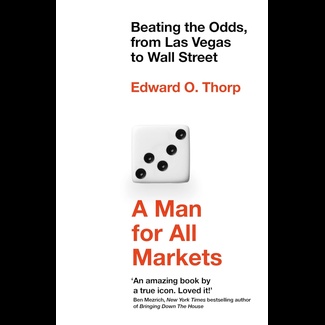 Beating the Odds,
from Las Vegas
to Wall Street
Edward O. Thorp
A Man
for All
Markets
‘An amazing book by
a true icon. Loved it!’
Ben Mezrich, New York Times bestselling author
of Bringing Down The House